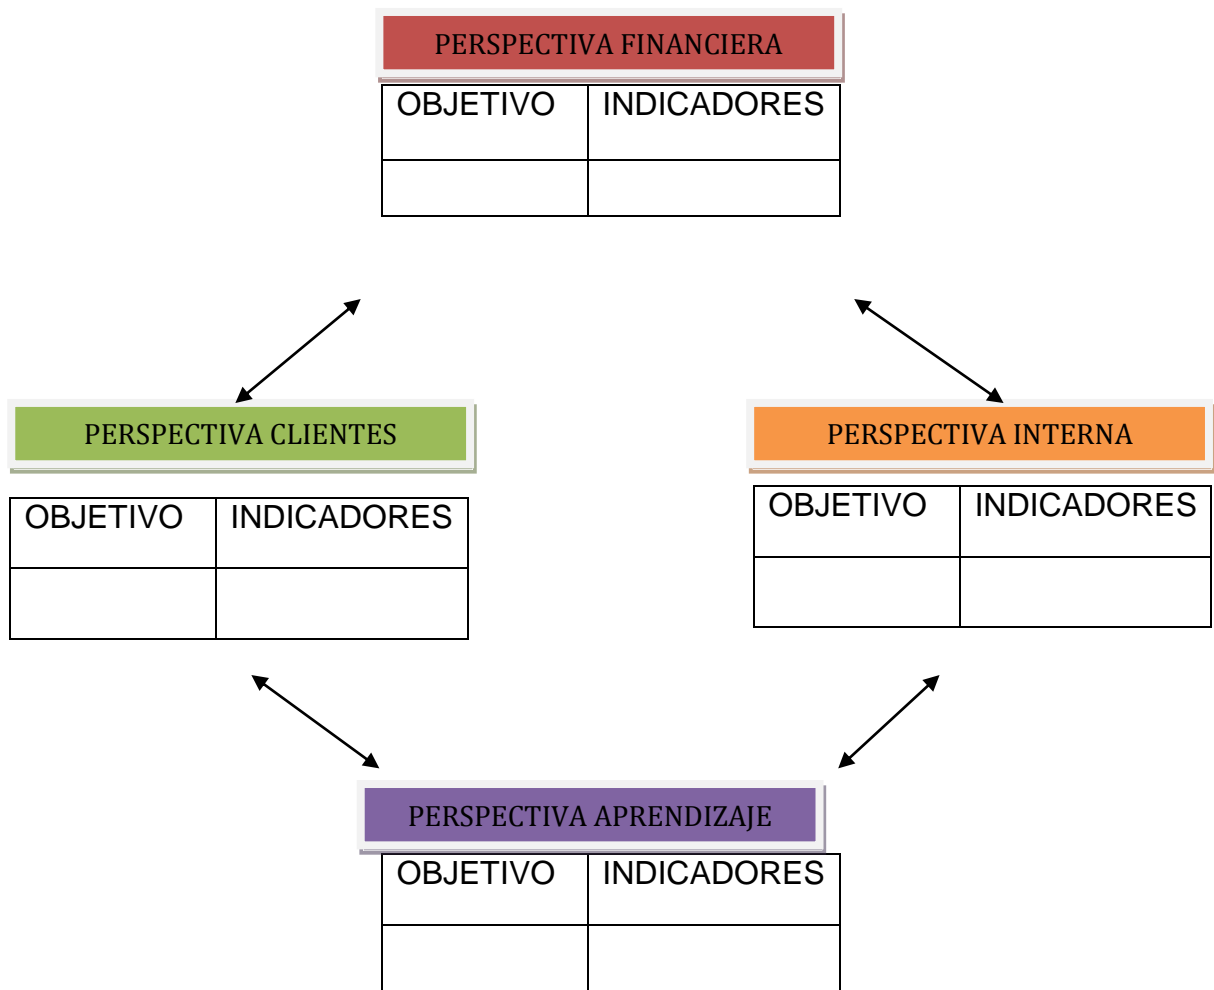 PERSPECTIVA FINANCIERA
OBJETIVO INDICADORES
PERSPECTIVA CLIENTES
OBJETIVO INDICADORES
PERSPECTIVA INTERNA
OBJETIVO INDICADORES
PERSPECTIVA APRENDIZAJE
OBJETIVO INDICADORES